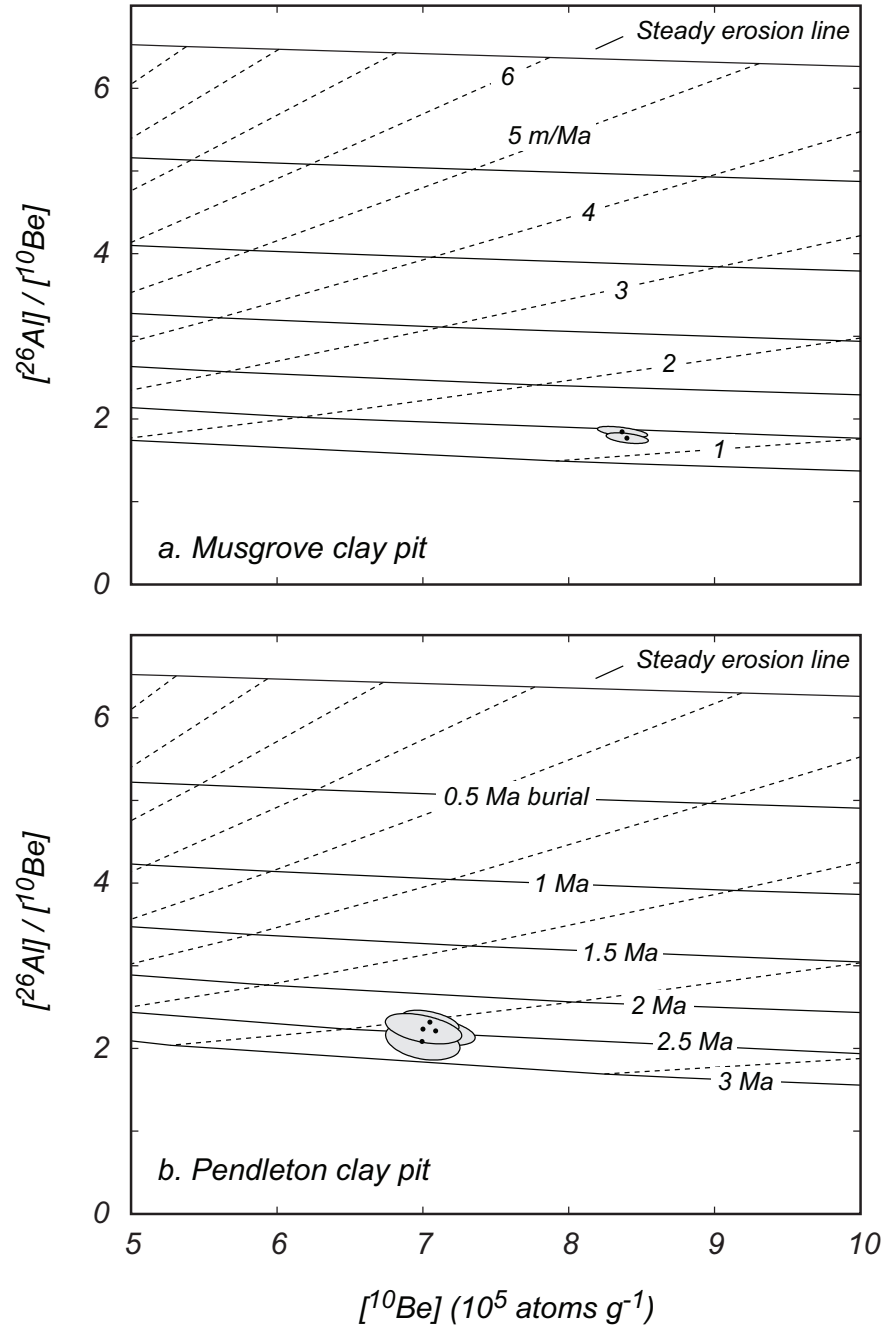 Steady erosion line
6
6
5 m/Ma
[²⁶Al] / [¹⁰Be]
4
4
3
2
2
1
a. Musgrove clay pit
0
Steady erosion line
6
0.5 Ma burial
[²⁶Al] / [¹⁰Be]
4
1 Ma
1.5 Ma
2 Ma
2
2.5 Ma
3 Ma
b. Pendleton clay pit
0
5 6 7 8 9 10
[¹⁰Be] (10⁵ atoms g⁻¹)